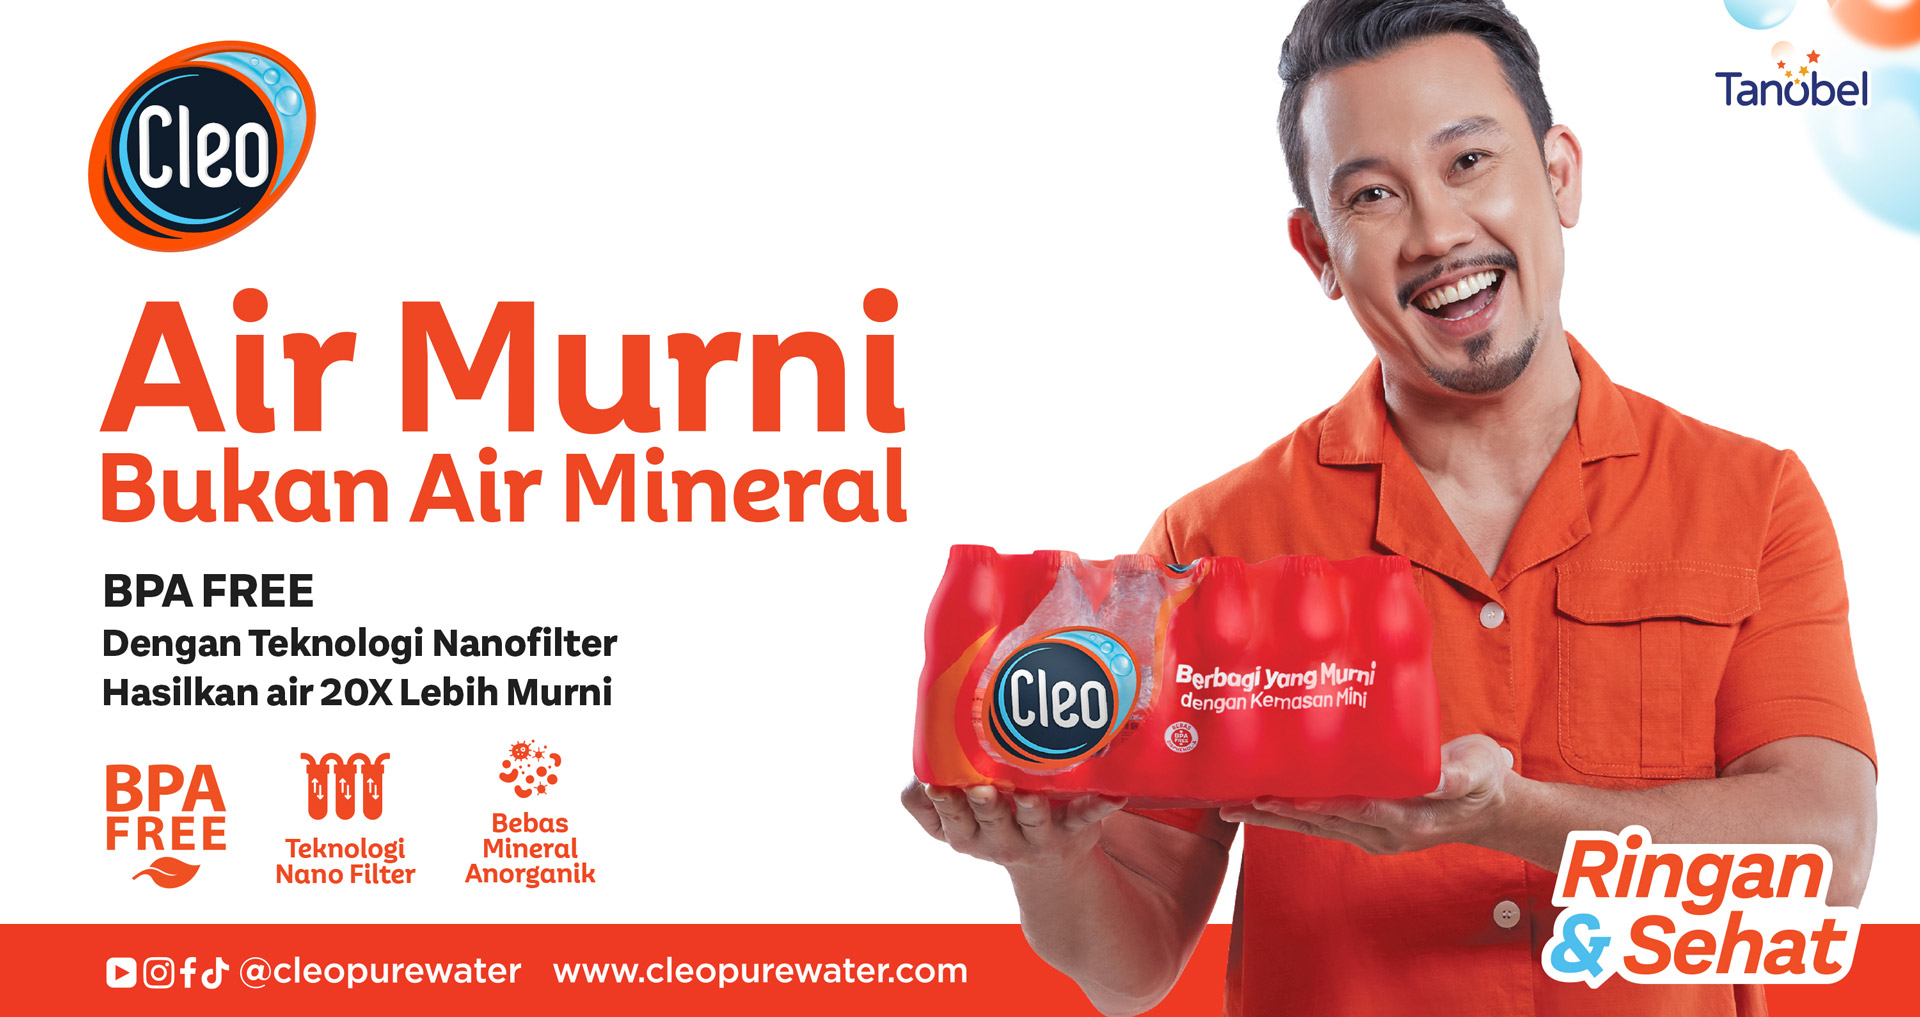 Cleo
Tanobel
Air Murni
Bukan Air Mineral
BPA FREE
Dengan Teknologi Nanofilter
Hasilkan air 20X Lebih Murni
BPA
FREE
Teknologi
Nano Filter
Bebas
Mineral
Anorganik
Cleo
Berbagi yang Murni
dengan Kemasan Mini
BPA
FREE
Ringan
& Sehat
@cleopurewater www.cleopurewater.com